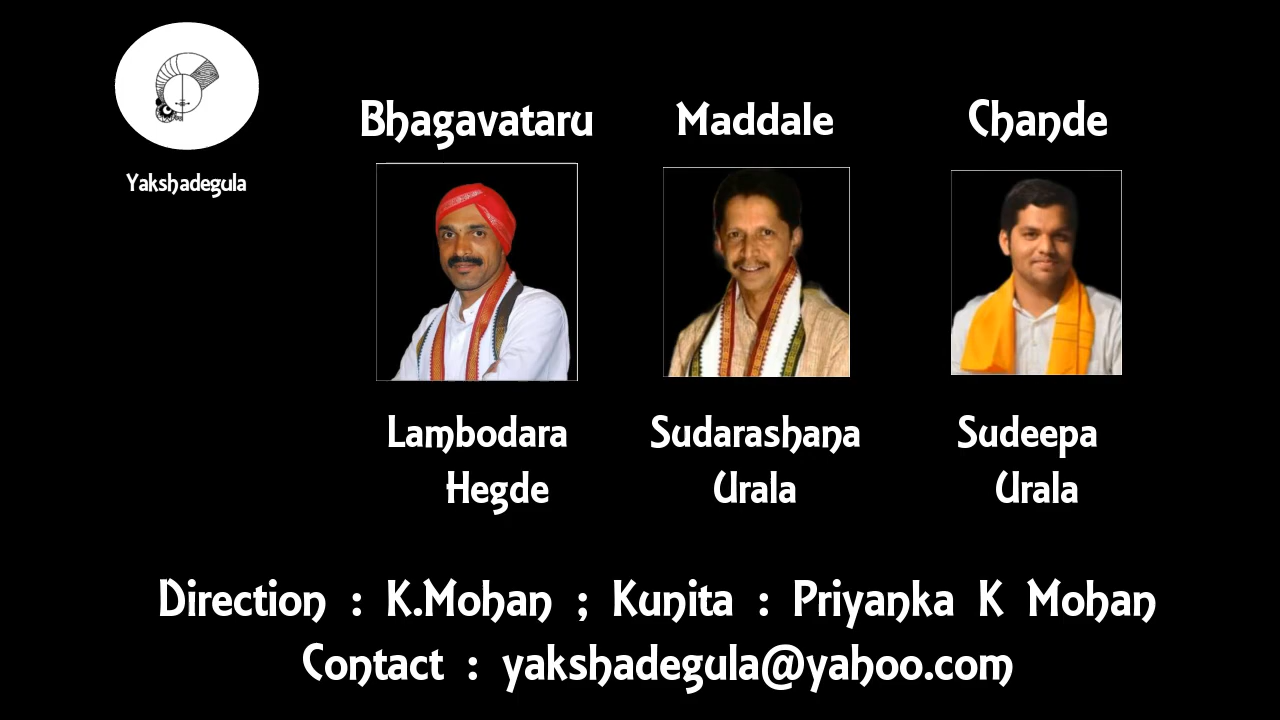 Yakshadegula
Bhagavataru
Maddale
Chande
Lambodara
Hegde
Sudarashana
Urala
Sudeepa
Urala
Direction : K.Mohan ; Kunita : Priyanka K Mohan
Contact : yakshadegula@yahoo.com